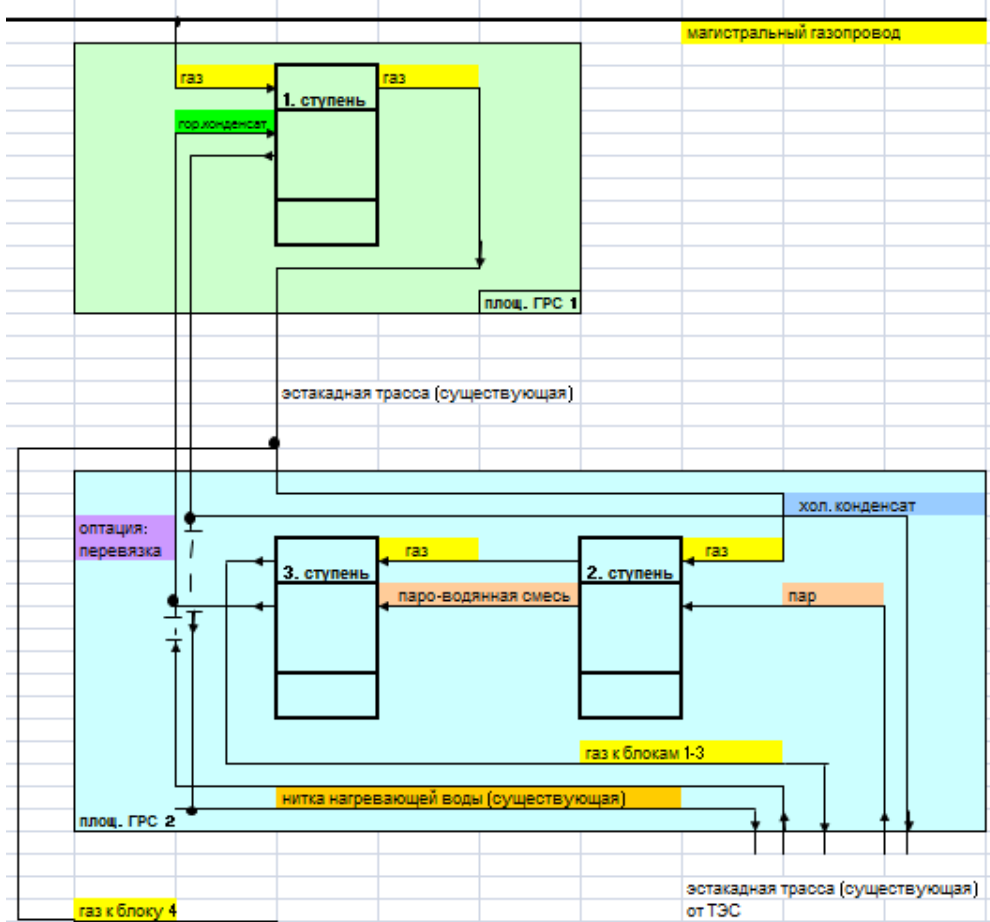 магистральный газопровод
газ
газ
1. ступень
гор.конденсат
площ. ГРС 1
эстакадная трасса (существующая)
хол. конденсат
оптация:
перевязка
газ
газ
3. ступень
2. ступень
паро-водянная смесь
пар
газ к блокам 1-3
нитка нагревающей воды (существующая)
площ. ГРС 2
эстакадная трасса (существующая)
от ТЭС
газ к блоку 4